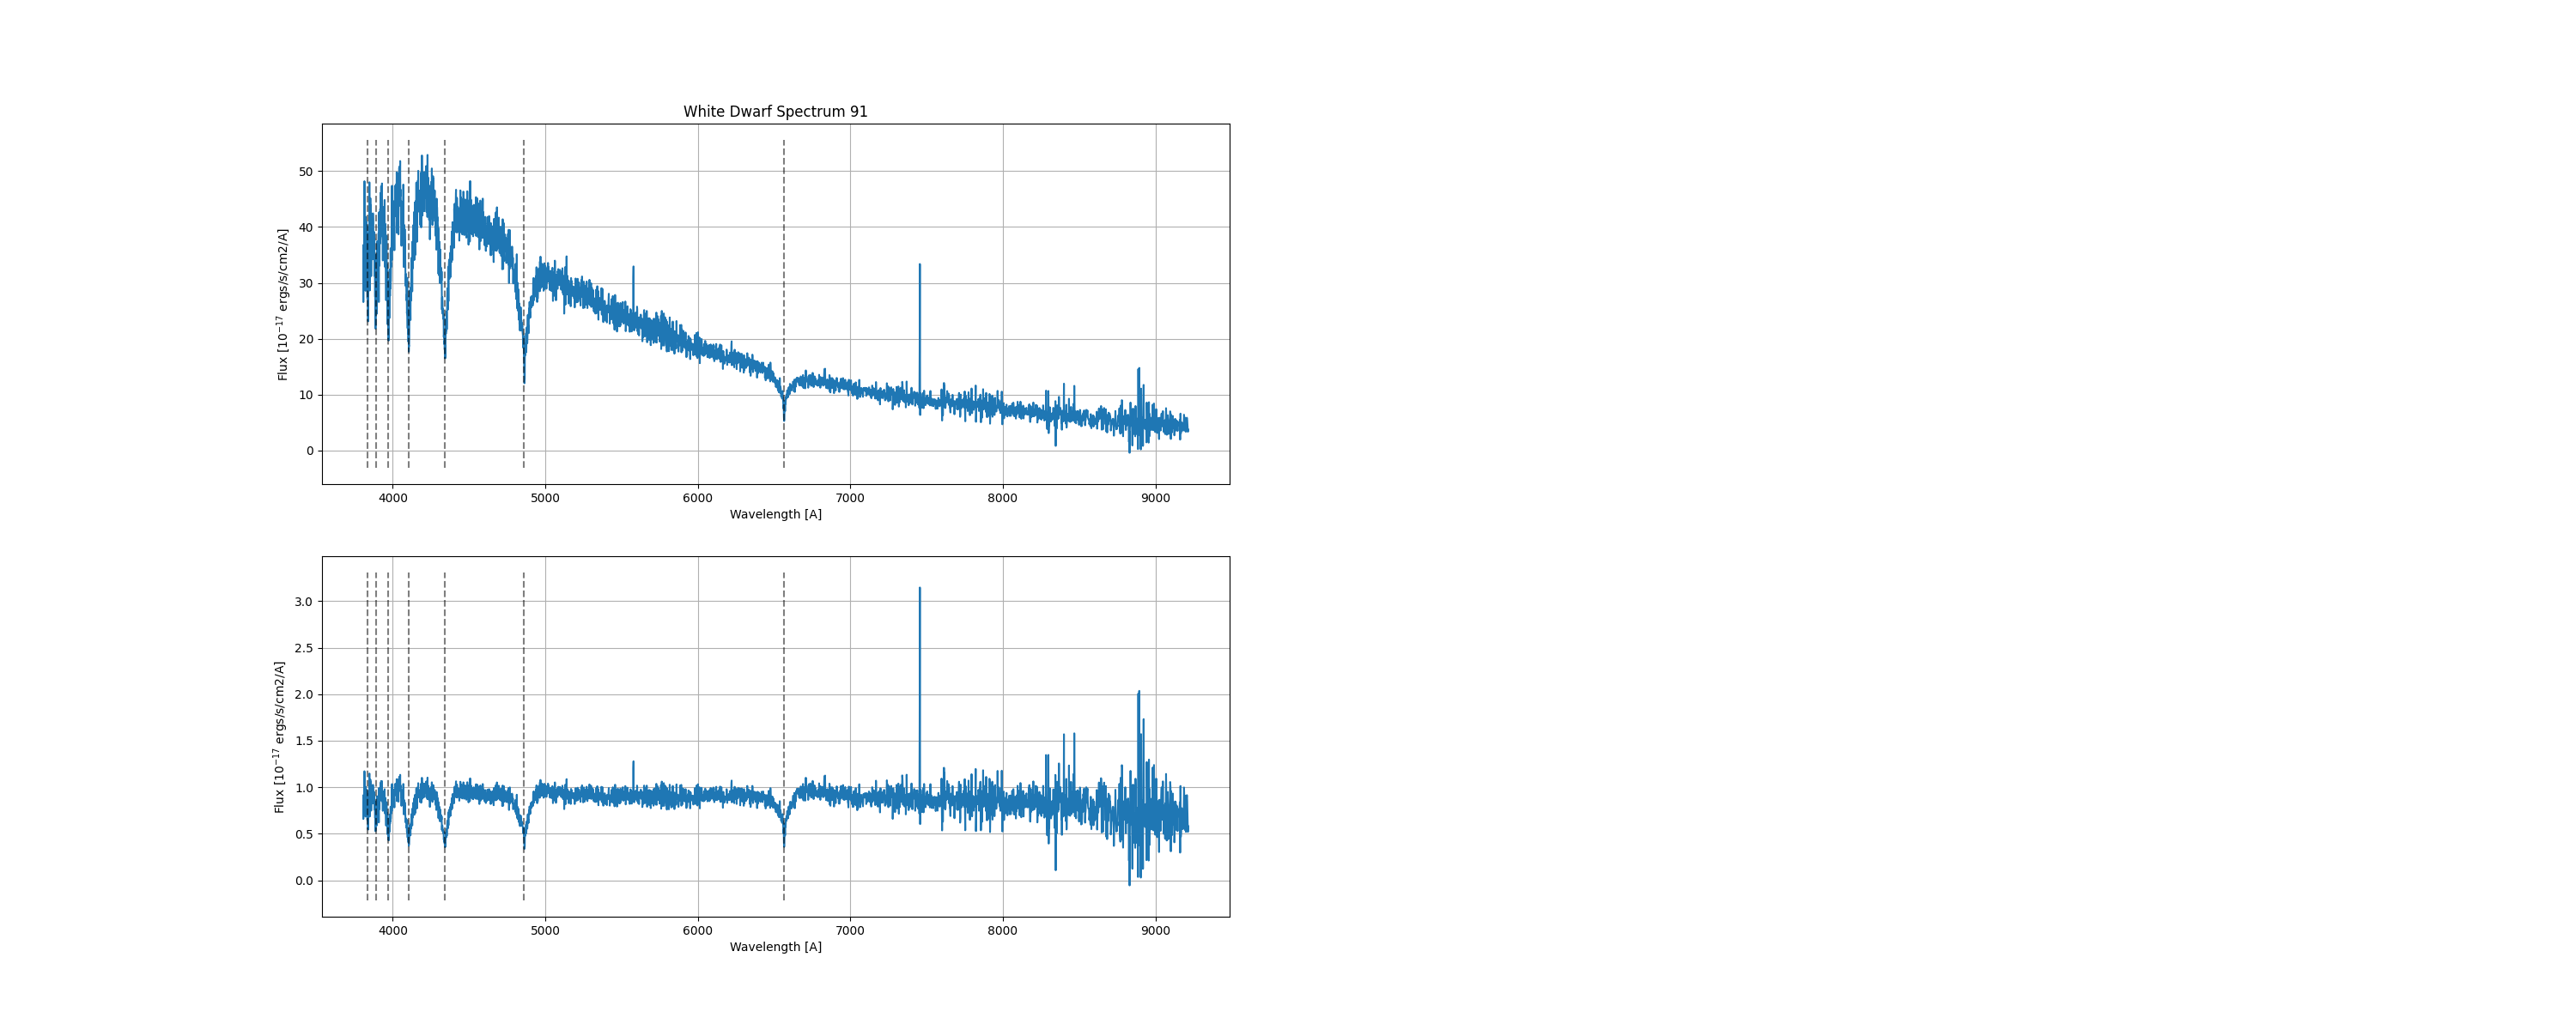 White Dwarf Spectrum 91
Flux [10⁻¹⁷ ergs/s/cm2/A]
50
40
30
20
10
0
4000 5000 6000 7000 8000 9000
Wavelength [A]
Flux [10⁻¹⁷ ergs/s/cm2/A]
3.0
2.5
2.0
1.5
1.0
0.5
0.0
4000 5000 6000 7000 8000 9000
Wavelength [A]